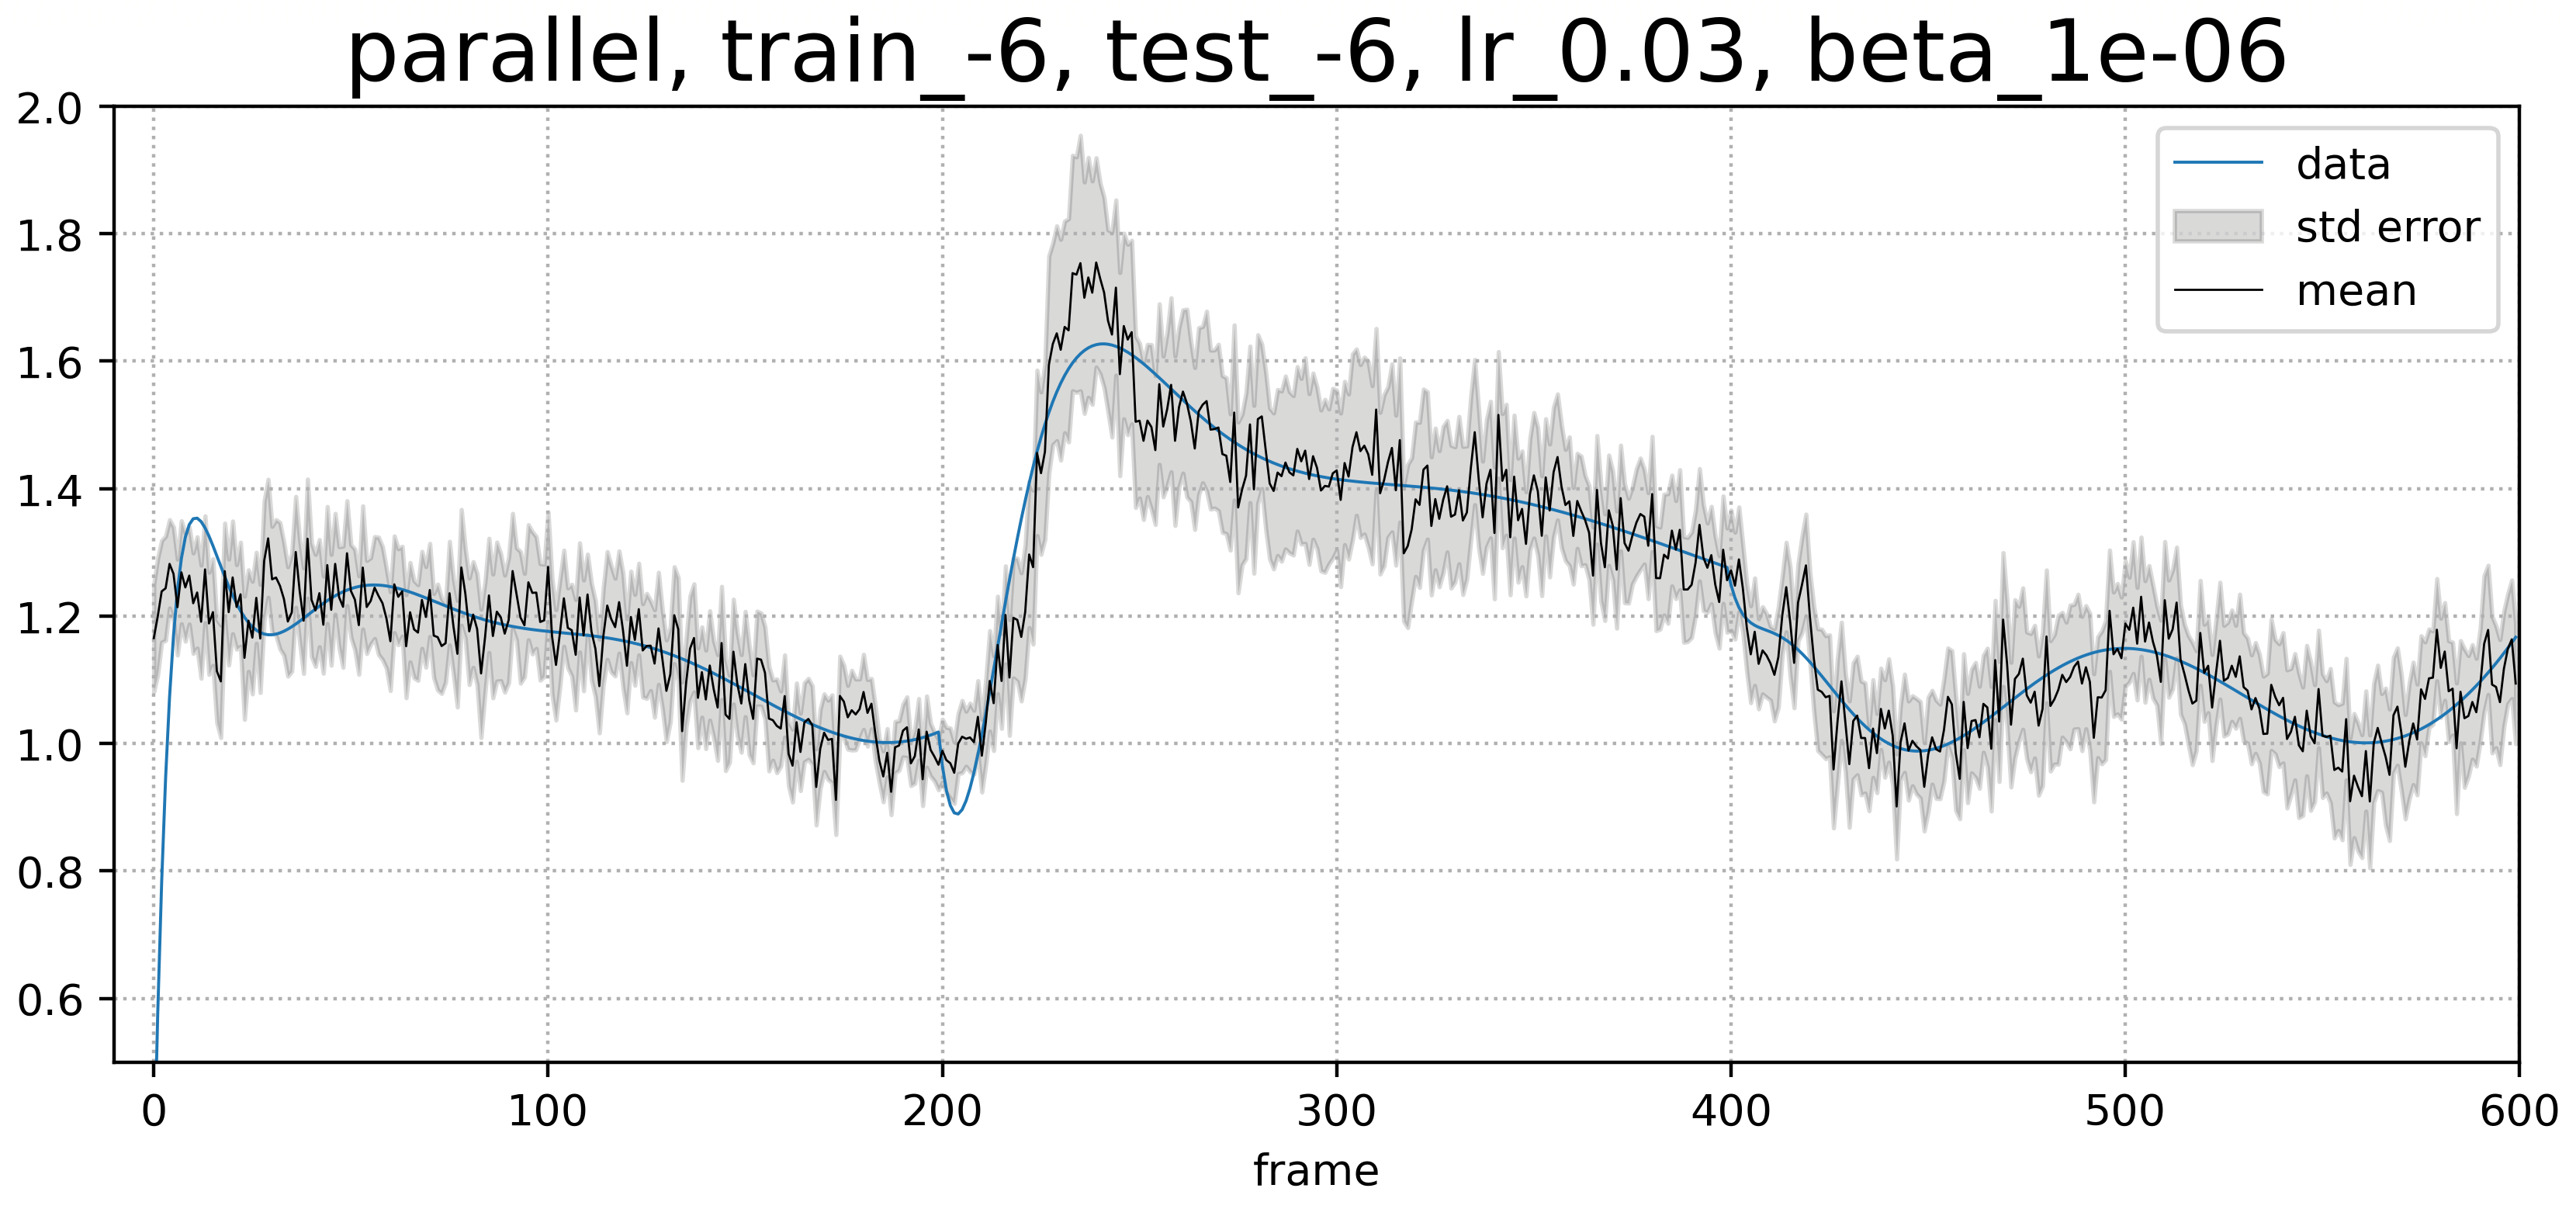 parallel, train_-6, test_-6, lr_0.03, beta_1e-06
2.0
1.8
1.6
1.4
1.2
1.0
0.8
0.6
data
std error
mean
0 100 200 300 400 500 600
frame